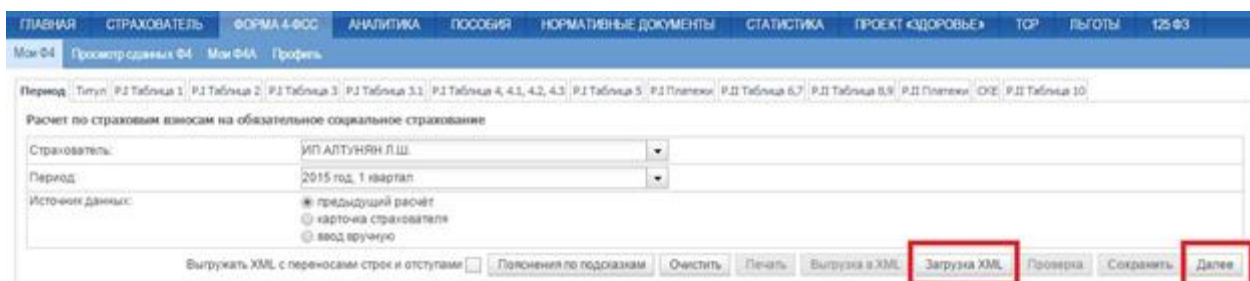 ГЛАВНАЯ СТРАХОВАТЕЛЬ ФОРМА 4-ФСС АНАЛИТИКА ПОСОБИЯ НОРМАТИВНЫЕ ДОКУМЕНТЫ СТАТИСТИКА ПРОЕКТ «ЗДОРОВЬЕ» ТСР ЛЬГОТЫ 125 ФЗ
Мои Ф4 Просмотр сданных Ф4 Мои Ф4А Профиль
Период Титул Р.I Таблица 1 Р.I Таблица 2 Р.I Таблица 3 Р.I Таблица 3.1 Р.I Таблица 4, 4.1, 4.2, 4.3 Р.I Таблица 5 Р.I Платежи Р.II Таблица 6,7 Р.II Таблица 8,9 Р.II Платежи Р.II Таблица 10
Расчет по страховым взносам на обязательное социальное страхование
Страхователь: ИП АЛТУНЯН Л.Ш.
Период: 2015 год, 1 квартал
Источник данных: предыдущий расчёт
карточка страхователя
ввод вручную
Выгружать XML с переносами строк и отступами Пояснения по подсказкам Очистить Печать Выгрузка в XML Загрузка XML Проверка Сохранить Далее